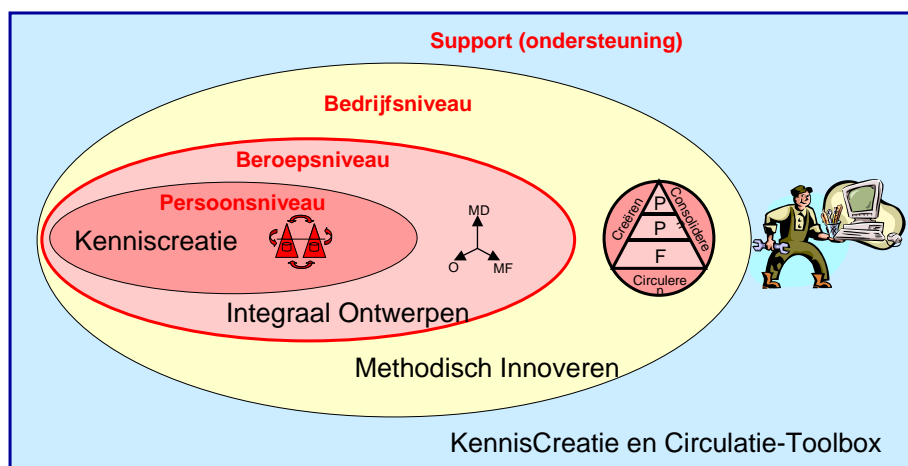 Support (ondersteuning)
Bedrijfsniveau
Beroepsniveau
Persoonsniveau
Kenniscreatie
MD
O
MF
Creëren
P
P
F
Consolidere
n
Circulere
n
Integraal Ontwerpen
Methodisch Innoveren
KennisCreatie en Circulatie-Toolbox